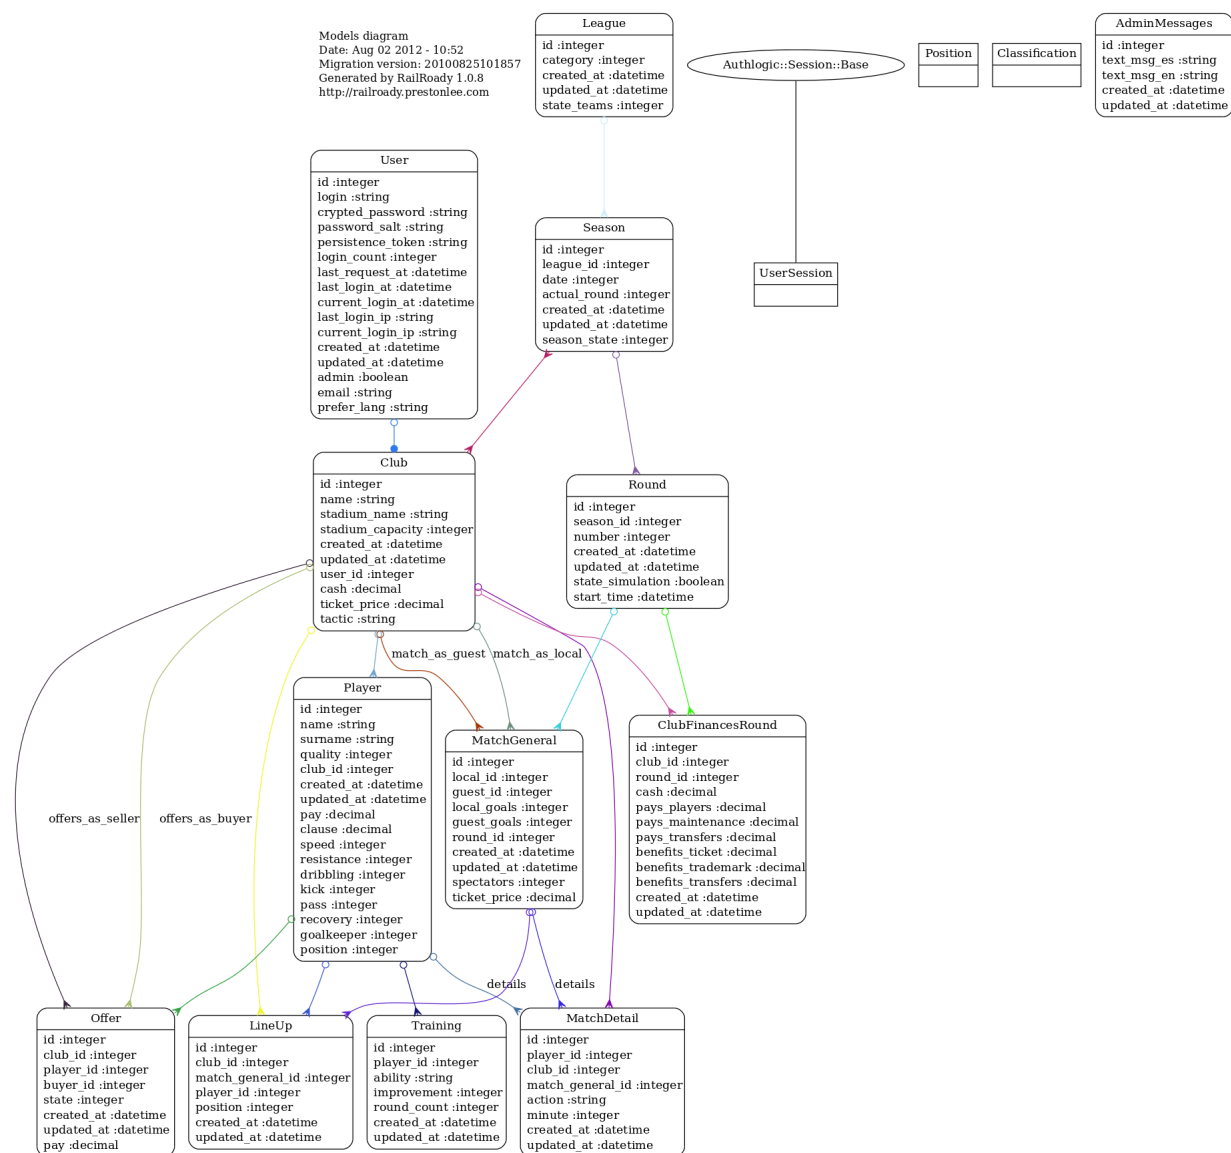 Models diagram
Date: Aug 02 2012 - 10:52
Migration version: 20100825101857
Generated by RailRoady 1.0.8
http://railroady.prestonlee.com
League
id :integer
category :integer
created_at :datetime
updated_at :datetime
state_teams :integer
Authlogic::Session::Base
Position
Classification
AdminMessages
id :integer
text_msg_es :string
text_msg_en :string
created_at :datetime
updated_at :datetime
User
id :integer
login :string
crypted_password :string
password_salt :string
persistence_token :string
login_count :integer
last_request_at :datetime
last_login_at :datetime
current_login_at :datetime
last_login_ip :string
current_login_ip :string
created_at :datetime
updated_at :datetime
admin :boolean
email :string
prefer_lang :string
Season
id :integer
league_id :integer
date :integer
actual_round :integer
created_at :datetime
updated_at :datetime
season_state :integer
UserSession
Club
id :integer
name :string
stadium_name :string
stadium_capacity :integer
created_at :datetime
updated_at :datetime
user_id :integer
cash :decimal
ticket_price :decimal
tactic :string
Round
id :integer
season_id :integer
number :integer
created_at :datetime
updated_at :datetime
state_simulation :boolean
start_time :datetime
match_as_guest
match_as_local
Player
id :integer
name :string
surname :string
quality :integer
club_id :integer
created_at :datetime
updated_at :datetime
pay :decimal
clause :decimal
speed :integer
resistance :integer
dribbling :integer
kick :integer
pass :integer
recovery :integer
goalkeeper :integer
position :integer
MatchGeneral
id :integer
local_id :integer
guest_id :integer
local_goals :integer
guest_goals :integer
round_id :integer
created_at :datetime
updated_at :datetime
spectators :integer
ticket_price :decimal
ClubFinancesRound
id :integer
club_id :integer
round_id :integer
cash :decimal
pays_players :decimal
pays_maintenance :decimal
pays_transfers :decimal
benefits_ticket :decimal
benefits_trademark :decimal
benefits_transfers :decimal
created_at :datetime
updated_at :datetime
offers_as_seller
offers_as_buyer
details
details
Offer
id :integer
club_id :integer
player_id :integer
buyer_id :integer
state :integer
created_at :datetime
updated_at :datetime
pay :decimal
LineUp
id :integer
club_id :integer
match_general_id :integer
player_id :integer
position :integer
created_at :datetime
updated_at :datetime
Training
id :integer
player_id :integer
ability :string
improvement :integer
round_count :integer
created_at :datetime
updated_at :datetime
MatchDetail
id :integer
player_id :integer
club_id :integer
match_general_id :integer
action :string
minute :integer
created_at :datetime
updated_at :datetime